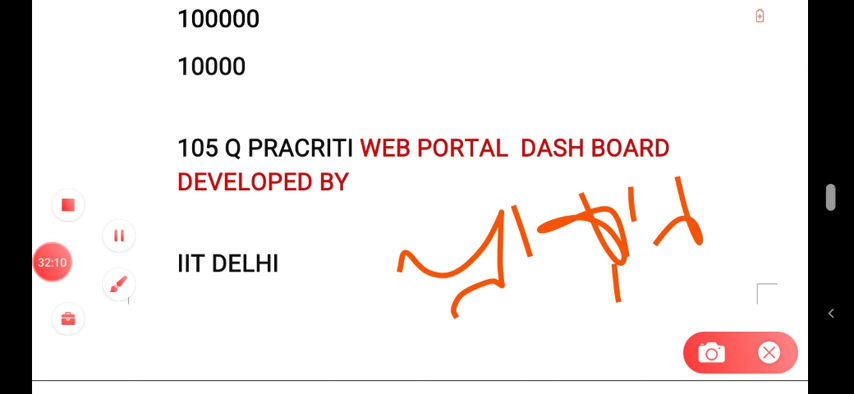 100000
10000
105 Q PRACRITI WEB PORTAL DASH BOARD
DEVELOPED BY
IIT DELHI
32:10